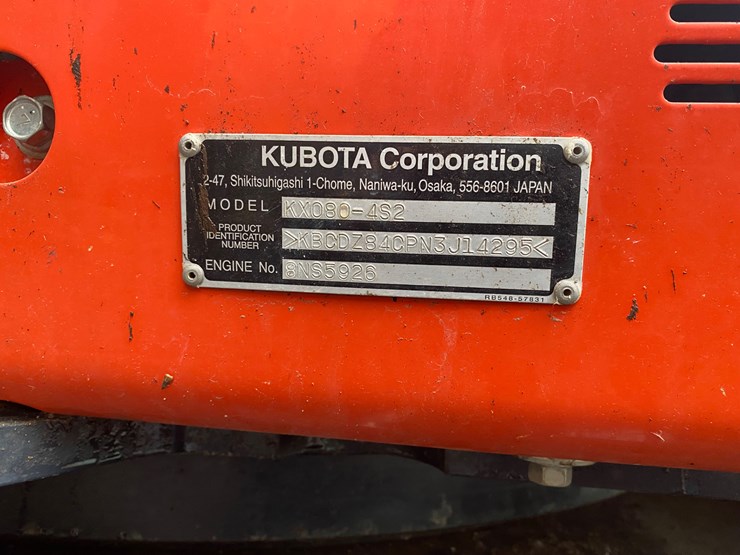 KUBOTA Corporation
2-47, Shikitsuhigashi 1-Chome, Naniwa-ku, Osaka, 556-8601 JAPAN
MODEL KX080-4S2
PRODUCT IDENTIFICATION NUMBER >KBCDZ84CPN3J14295<
ENGINE No. 8NS5926
RB548-57831